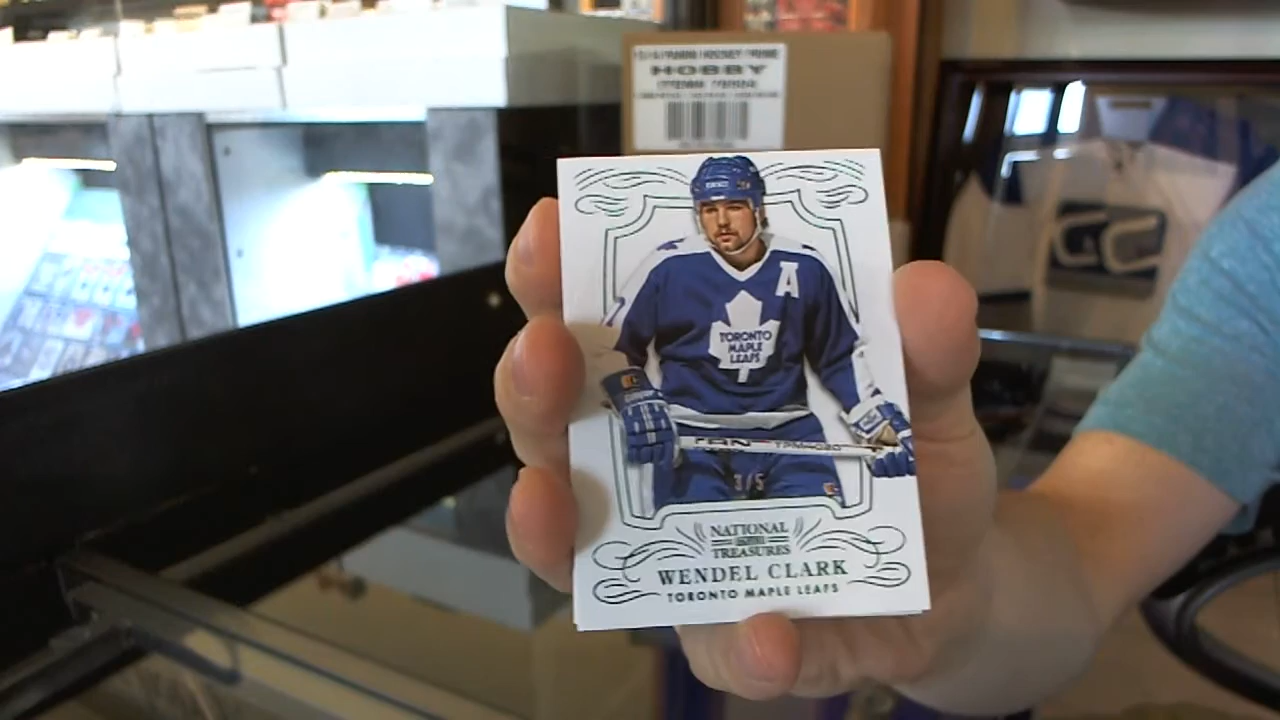 HOBBY
A
TORONTO
MAPLE
LEAFS
3/5
NATIONAL
TREASURES
WENDEL CLARK
TORONTO MAPLE LEAFS